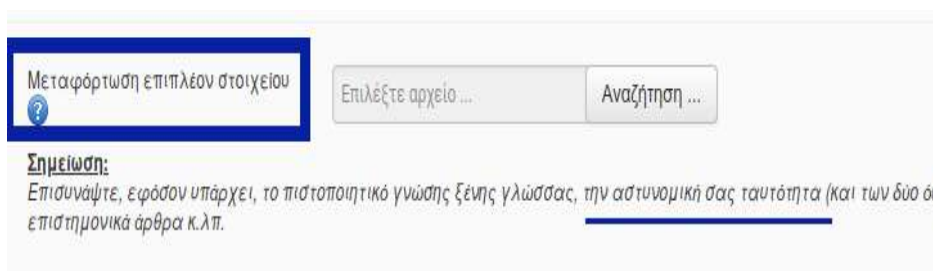 Μεταφόρτωση επιπλέον στοιχείου
?
Επιλέξτε αρχείο ...
Αναζήτηση ...
Σημείωση:
Επισυνάψτε, εφόσον υπάρχει, το πιστοποιητικό γνώσης ξένης γλώσσας, την αστυνομική σας ταυτότητα (και των δύο
επιστημονικά άρθρα κ.λπ.